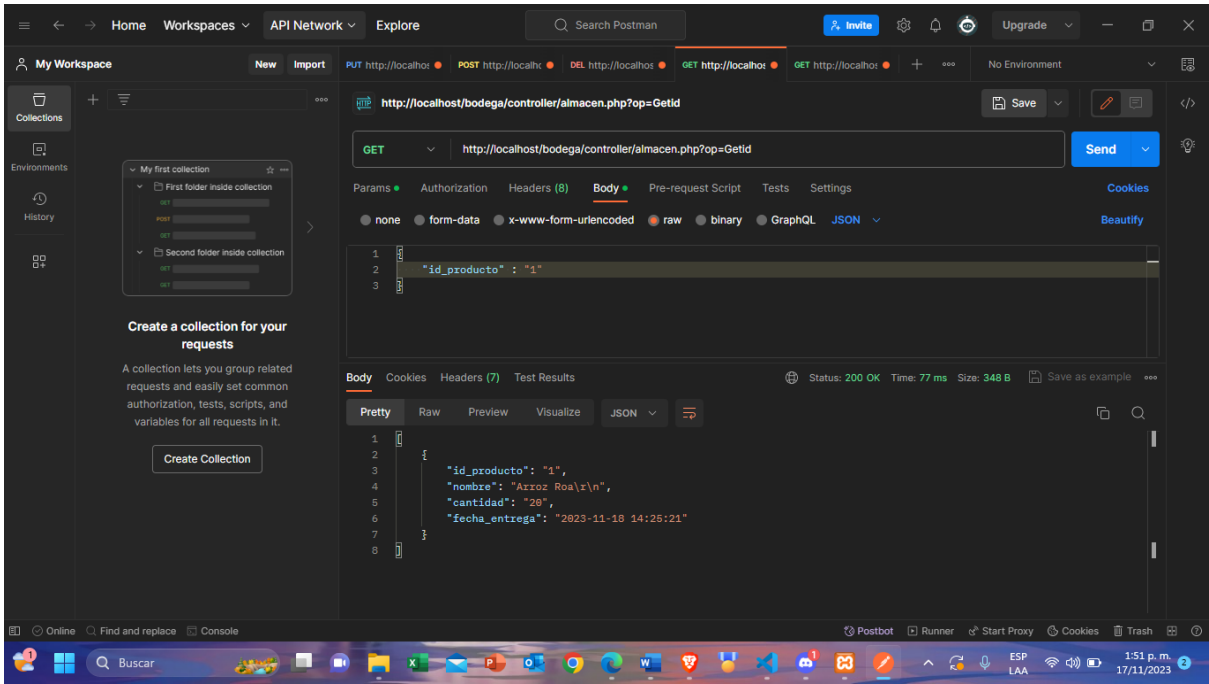 Home Workspaces API Network Explore Search Postman Invite Upgrade
My Workspace New Import PUT http://localhos POST http://localhc DEL http://localhos GET http://localhos GET http://localhos No Environment
Collections
Environments
History
My first collection
First folder inside collection
GET
POST
GET
Second folder inside collection
GET
GET
Create a collection for your
requests
A collection lets you group related
requests and easily set common
authorization, tests, scripts, and
variables for all requests in it.
Create Collection
HTTP http://localhost/bodega/controller/almacen.php?op=Getid Save
GET http://localhost/bodega/controller/almacen.php?op=Getid Send
Params Authorization Headers (8) Body Pre-request Script Tests Settings Cookies
none form-data x-www-form-urlencoded raw binary GraphQL JSON Beautify
1 {
2 "id_producto" : "1"
3 }
Body Cookies Headers (7) Test Results Status: 200 OK Time: 77 ms Size: 348 B Save as example
Pretty Raw Preview Visualize JSON
1 [
2 {
3 "id_producto": "1",
4 "nombre": "Arroz Roa\r\n",
5 "cantidad": "20",
6 "fecha_entrega": "2023-11-18 14:25:21"
7 }
8 ]
Online Find and replace Console Postbot Runner Start Proxy Cookies Trash
1 Buscar ESP
LAA
1:51 p. m.
17/11/2023
2